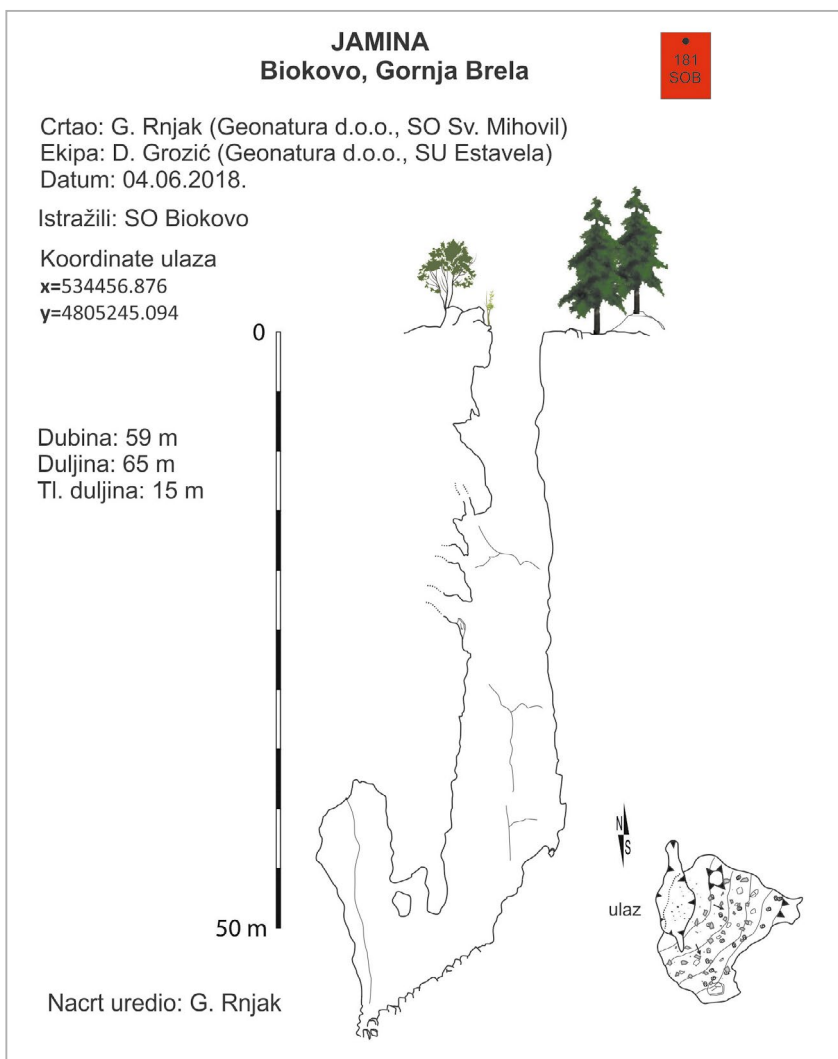 JAMINA
Biokovo, Gornja Brela
181
SOB
Crtao: G. Rnjak (Geonatura d.o.o., SO Sv. Mihovil)
Ekipa: D. Grozić (Geonatura d.o.o., SU Estavela)
Datum: 04.06.2018.
Istražili: SO Biokovo
Koordinate ulaza
x=534456.876
y=4805245.094
0
Dubina: 59 m
Duljina: 65 m
Tl. duljina: 15 m
N
S
ulaz
50 m
Nacrt uredio: G. Rnjak